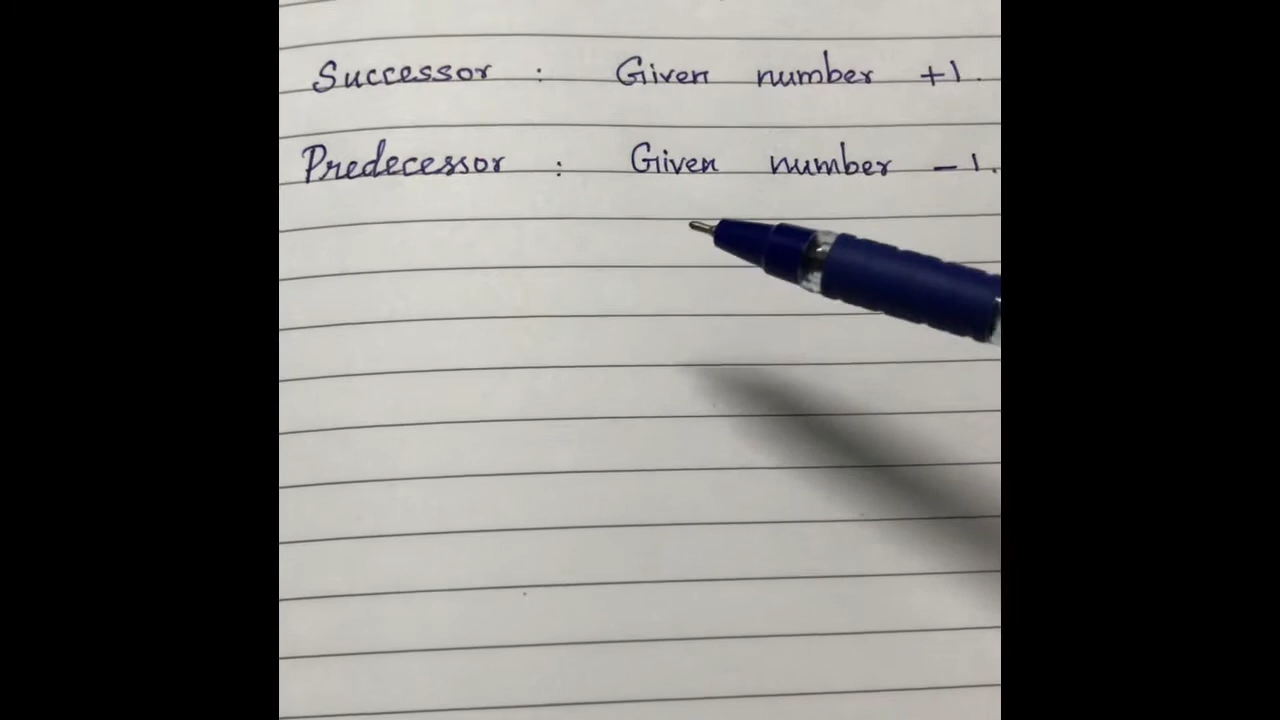 Successor : Given number +1.
Predecessor : Given number -1.